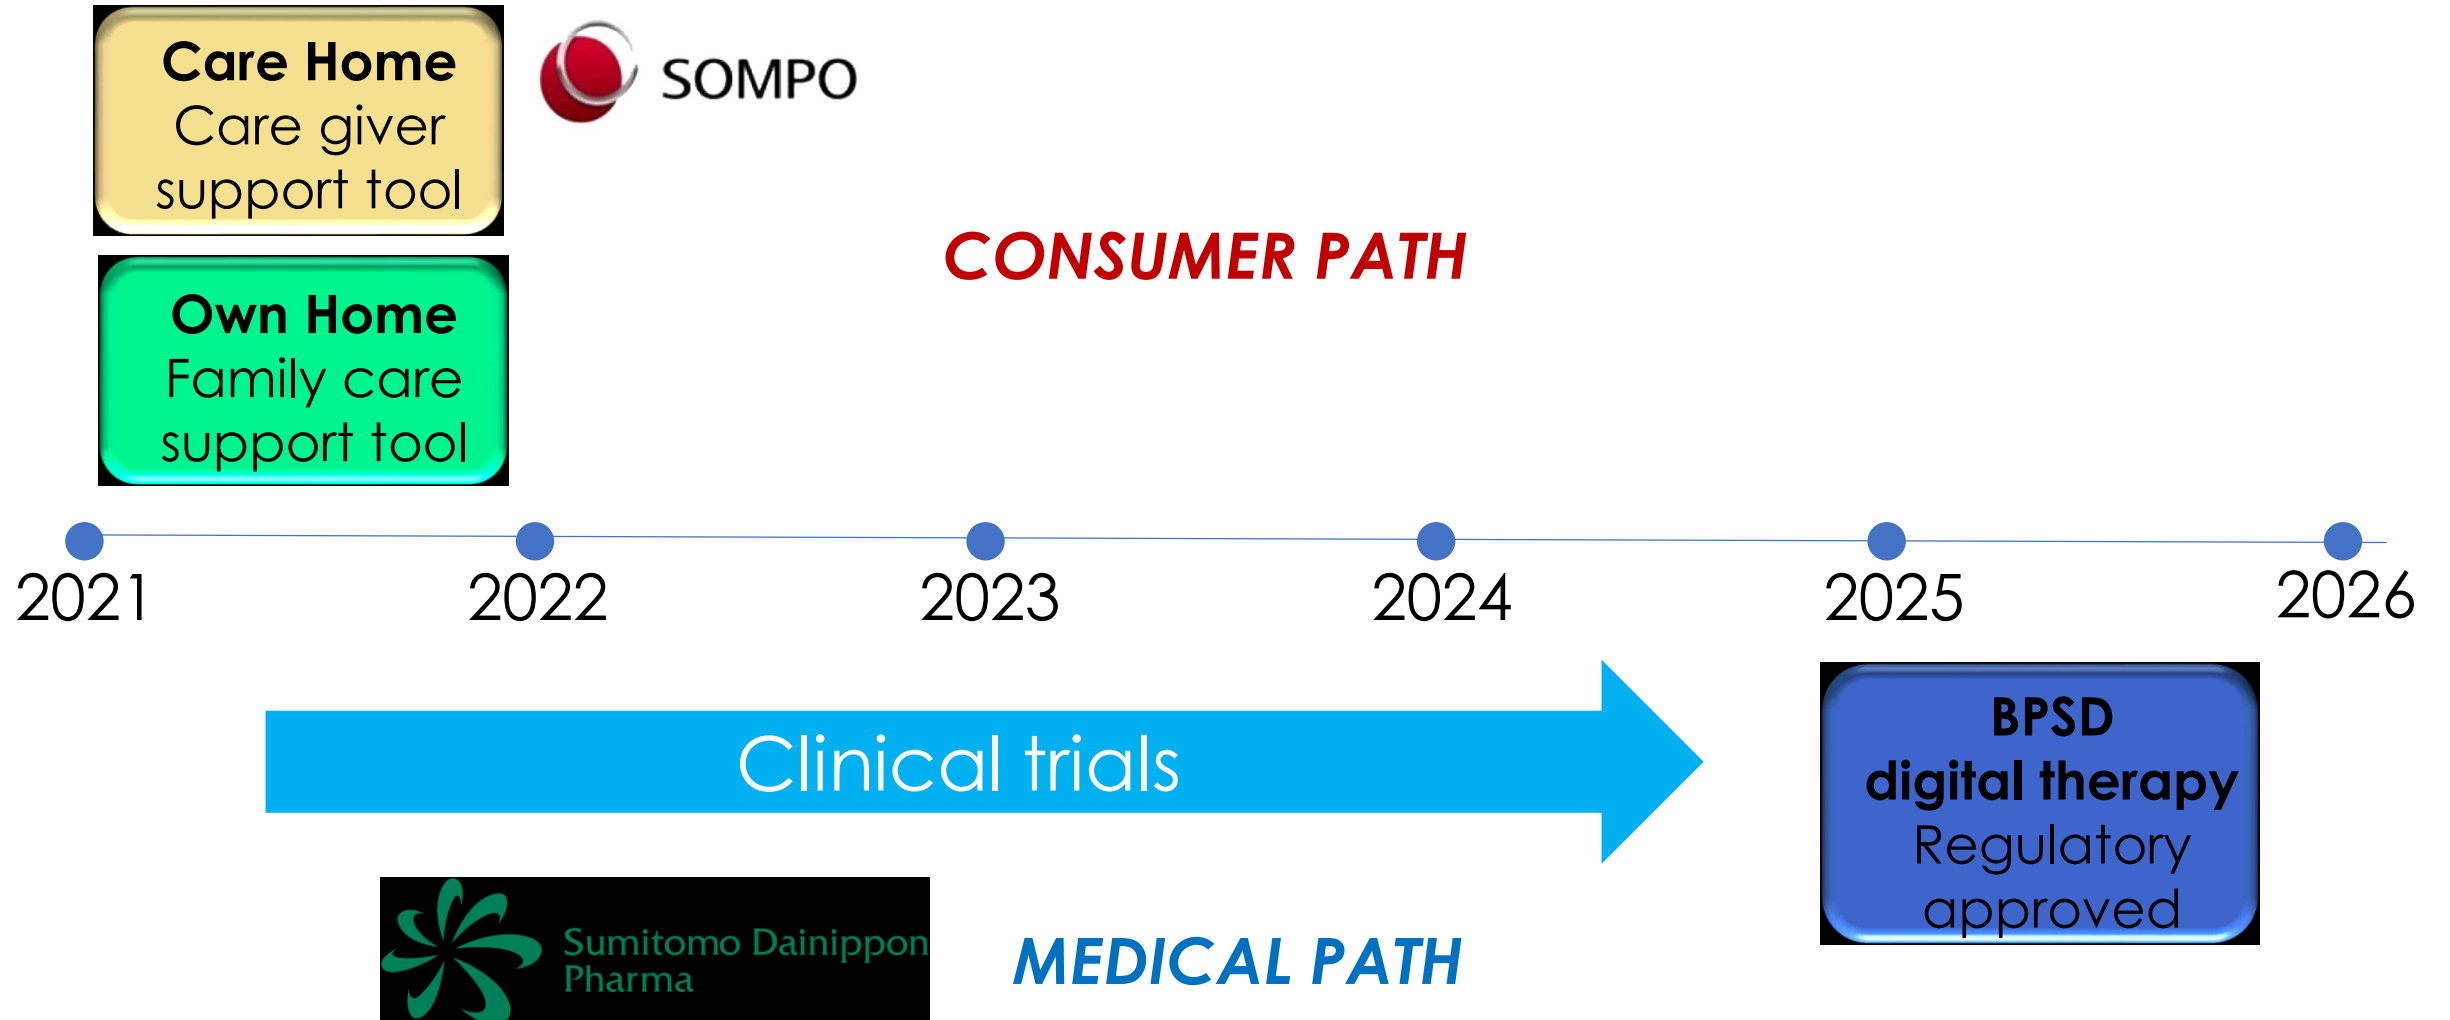 Care Home
Care giver
support tool
SOMPO
CONSUMER PATH
Own Home
Family care
support tool
2021
2022
2023
2024
2025
2026
Clinical trials
BPSD
digital therapy
Regulatory
approved
Sumitomo Dainippon
Pharma
MEDICAL PATH